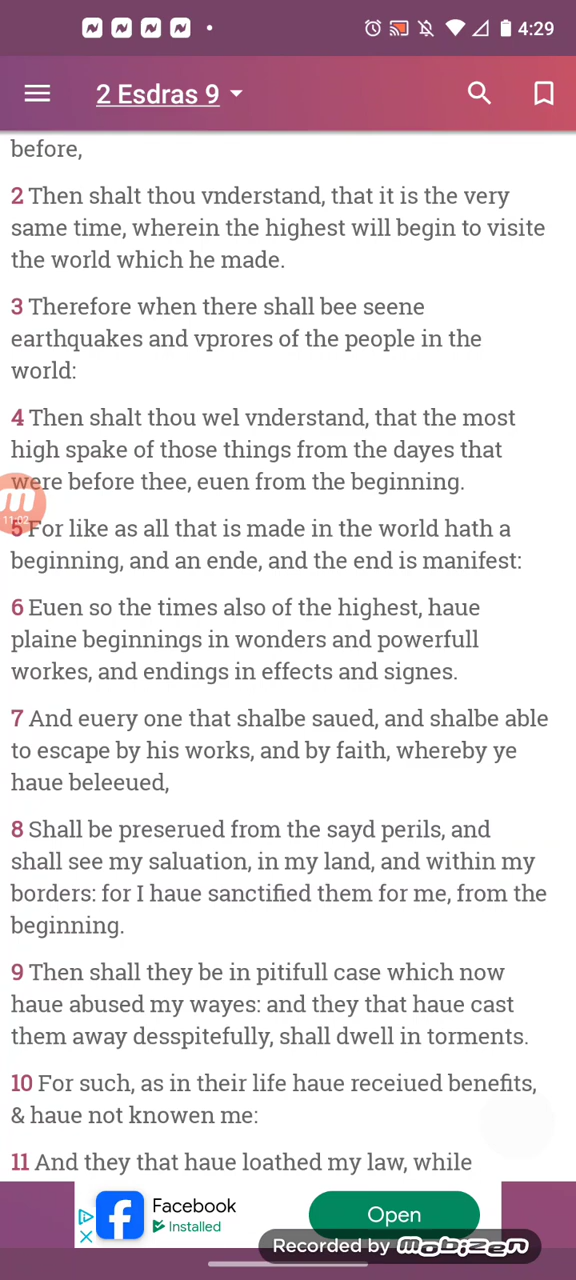 4:29
2 Esdras 9
before,
2 Then shalt thou vnderstand, that it is the very
same time, wherein the highest will begin to visite
the world which he made.
3 Therefore when there shall bee seene
earthquakes and vprores of the people in the
world:
4 Then shalt thou wel vnderstand, that the most
high spake of those things from the dayes that
were before thee, euen from the beginning.
11:02
5 For like as all that is made in the world hath a
beginning, and an ende, and the end is manifest:
6 Euen so the times also of the highest, haue
plaine beginnings in wonders and powerfull
workes, and endings in effects and signes.
7 And euery one that shalbe saued, and shalbe able
to escape by his works, and by faith, whereby ye
haue beleeued,
8 Shall be preserued from the sayd perils, and
shall see my saluation, in my land, and within my
borders: for I haue sanctified them for me, from the
beginning.
9 Then shall they be in pitifull case which now
haue abused my wayes: and they that haue cast
them away desspitefully, shall dwell in torments.
10 For such, as in their life haue receiued benefits,
& haue not knowen me:
11 And they that haue loathed my law, while
Facebook
Installed
Open
Recorded by mobizen